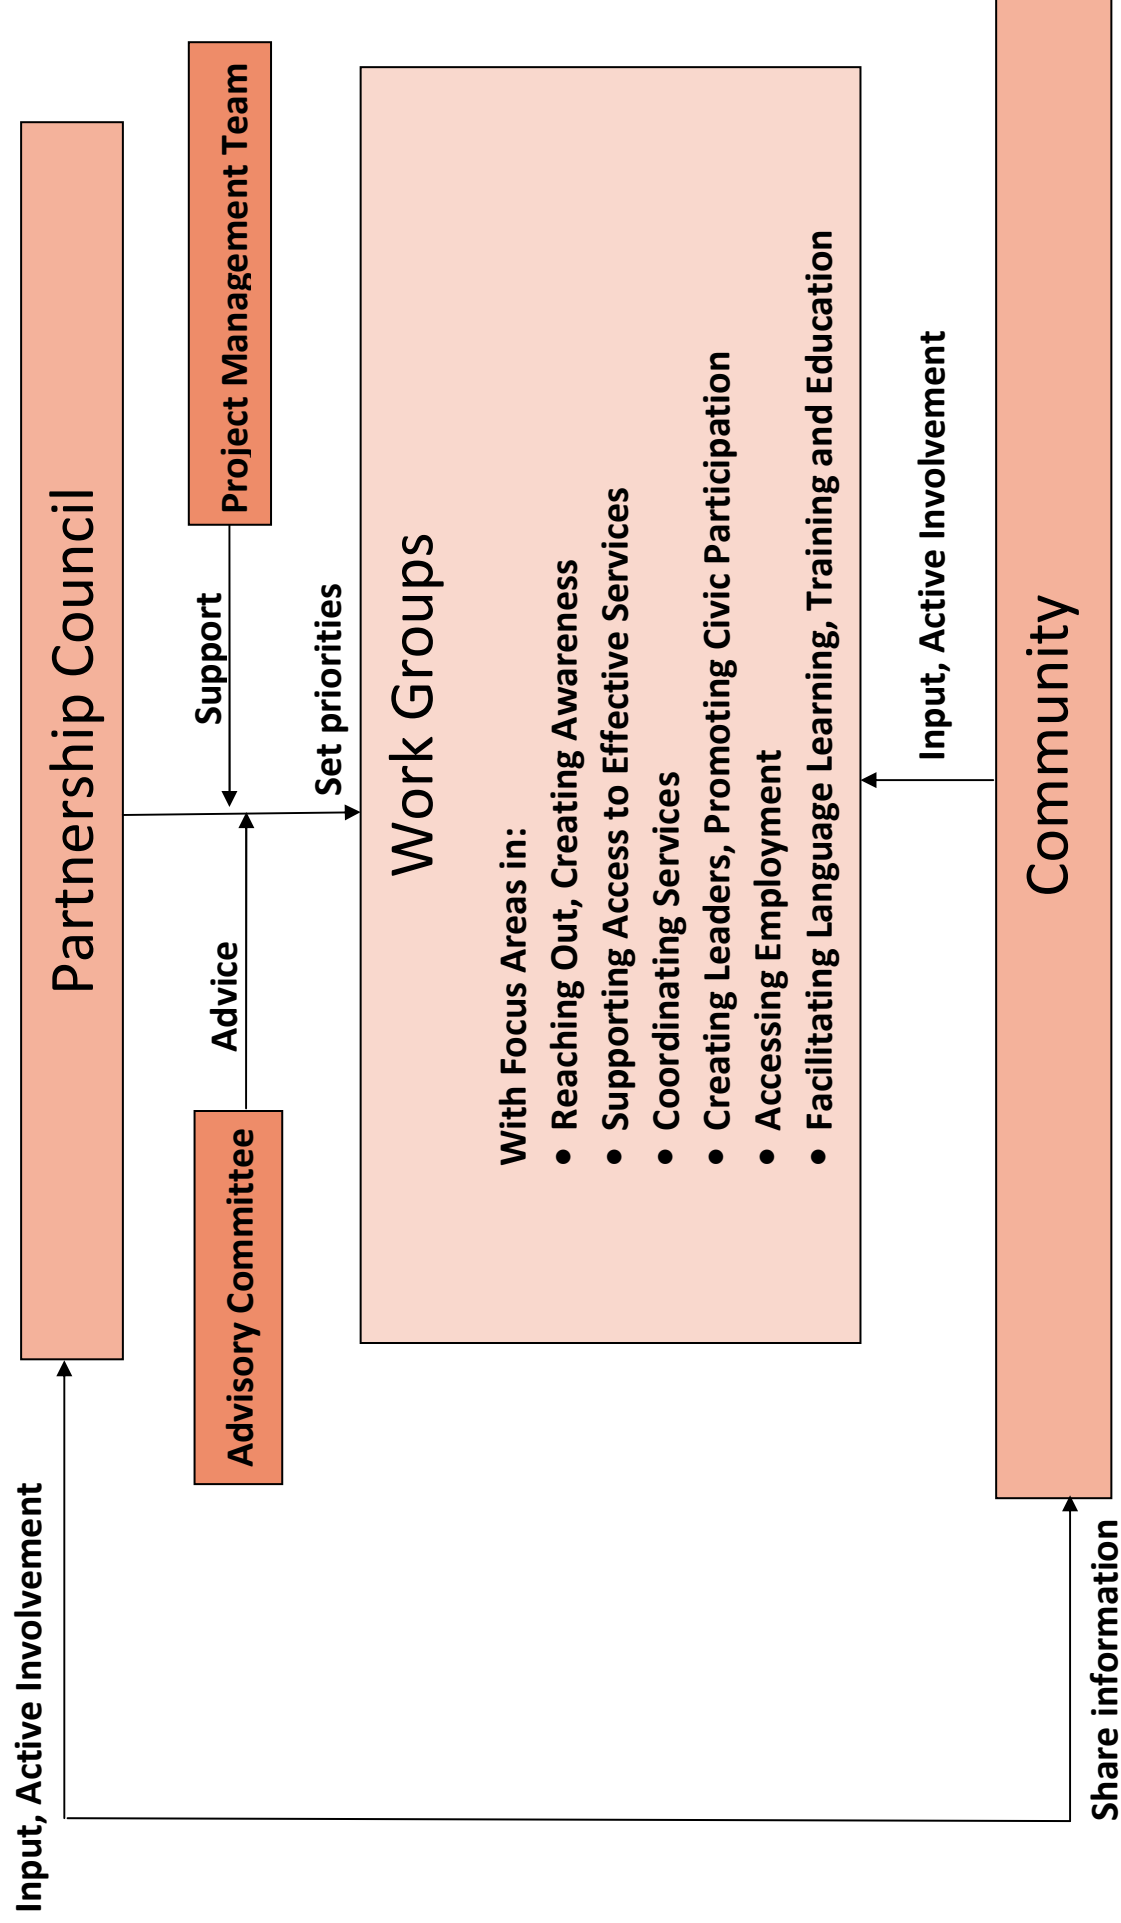 Input, Active Involvement
Partnership Council
Support
Project Management Team
Advice
Advisory Committee
Set priorities
Work Groups
With Focus Areas in:
• Reaching Out, Creating Awareness
• Supporting Access to Effective Services
• Coordinating Services
• Creating Leaders, Promoting Civic Participation
• Accessing Employment
• Facilitating Language Learning, Training and Education
Input, Active Involvement
Community
Share information